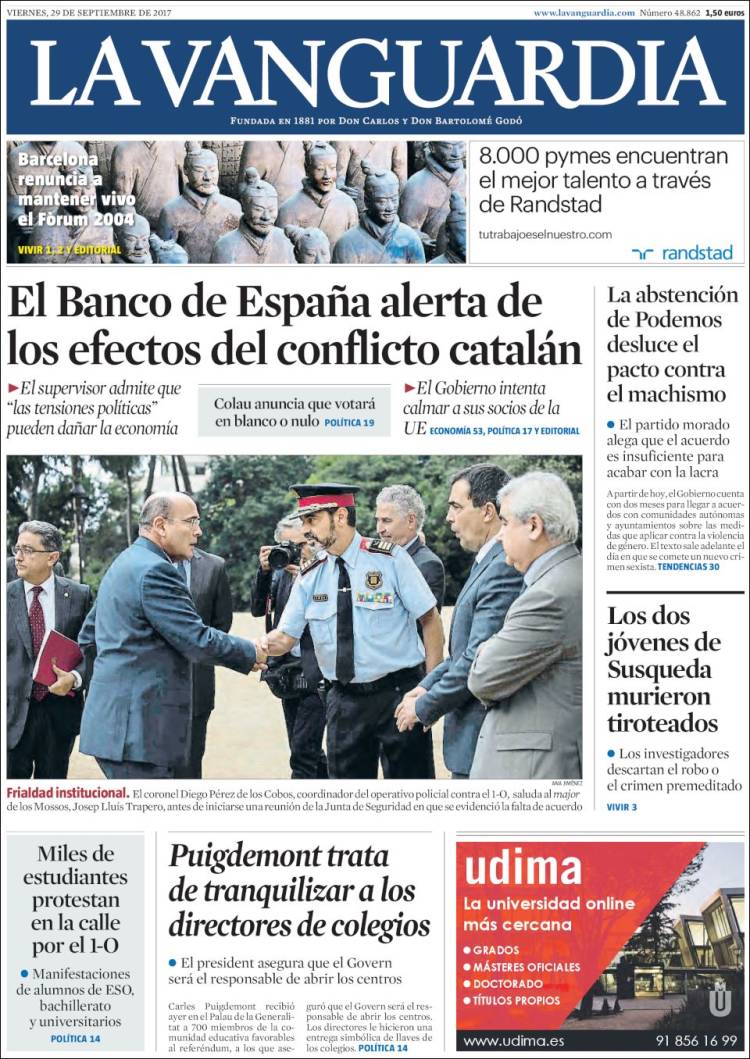 VIERNES, 29 DE SEPTIEMBRE DE 2017
www.lavanguardia.com Número 48.862 1,50 euros
LA VANGUARDIA
FUNDADA EN 1881 POR DON CARLOS Y DON BARTOLOMÉ GODÓ
Barcelona
renuncia a
mantener vivo
el Fòrum 2004
VIVIR 1, 2 Y EDITORIAL
8.000 pymes encuentran
el mejor talento a través
de Randstad
tutrabajoeselnuestro.com
randstad
El Banco de España alerta de
los efectos del conflicto catalán
►El supervisor admite que
“las tensiones políticas”
pueden dañar la economía
Colau anuncia que votará
en blanco o nulo POLÍTICA 19
►El Gobierno intenta
calmar a sus socios de la
UE ECONOMÍA 53, POLÍTICA 17 Y EDITORIAL
ANA JIMÉNEZ
Frialdad institucional. El coronel Diego Pérez de los Cobos, coordinador del operativo policial contra el 1-O, saluda al major
de los Mossos, Josep Lluís Trapero, antes de iniciarse una reunión de la Junta de Seguridad en que se evidenció la falta de acuerdo
La abstención
de Podemos
desluce el
pacto contra
el machismo
● El partido morado
alega que el acuerdo
es insuficiente para
acabar con la lacra
A partir de hoy, el Gobierno cuenta
con dos meses para llegar a acuer-
dos con comunidades autónomas
y ayuntamientos sobre las medi-
das que aplicar contra la violencia
de género. El texto sale adelante el
día en que se comete un nuevo cri-
men sexista. TENDENCIAS 30
Los dos
jóvenes de
Susqueda
murieron
tiroteados
● Los investigadores
descartan el robo o
el crimen premeditado
VIVIR 3
Miles de
estudiantes
protestan
en la calle
por el 1-O
● Manifestaciones
de alumnos de ESO,
bachillerato
y universitarios
POLÍTICA 14
Puigdemont trata
de tranquilizar a los
directores de colegios
● El president asegura que el Govern
será el responsable de abrir los centros
Carles Puigdemont recibió
ayer en el Palau de la Generali-
tat a 700 miembros de la co-
munidad educativa favorables
al referéndum, a los que ase-
guró que el Govern será el res-
ponsable de abrir los centros.
Los directores le hicieron una
entrega simbólica de llaves de
los colegios. POLÍTICA 14
udima
La universidad online
más cercana
● GRADOS
● MÁSTERES OFICIALES
● DOCTORADO
● TÍTULOS PROPIOS
www.udima.es
91 856 16 99